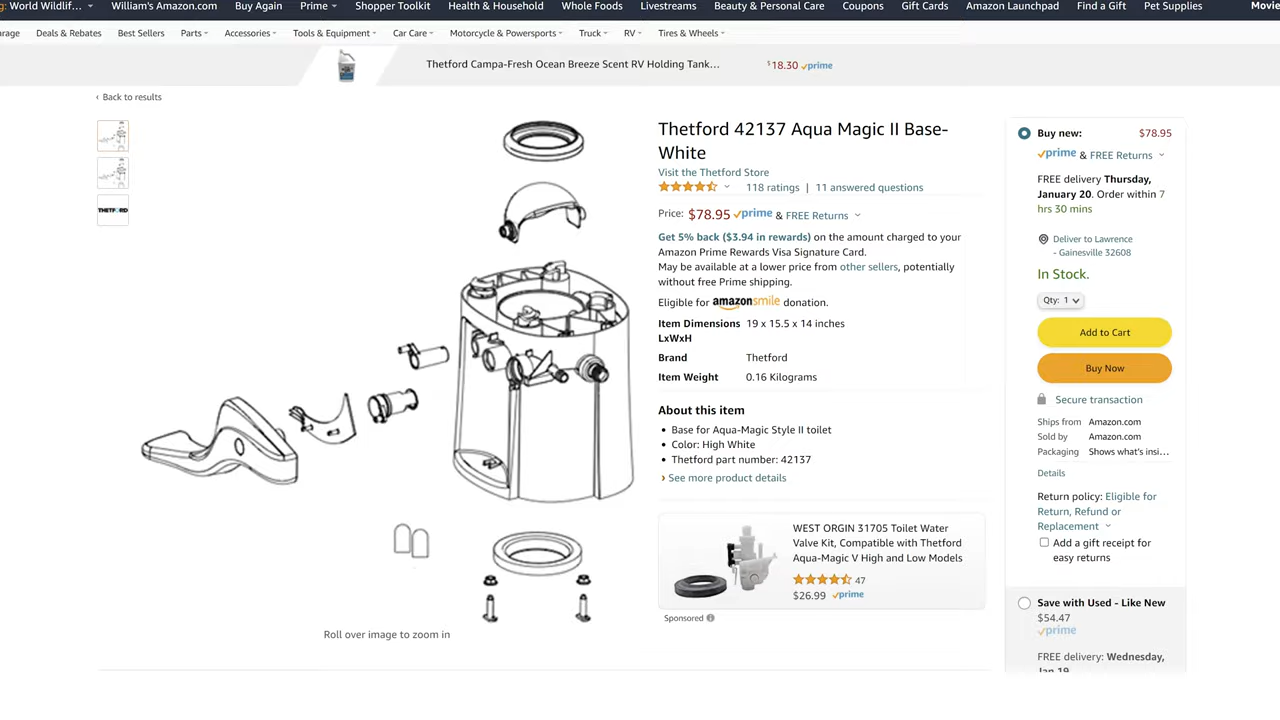 g: World Wildlif...
William's Amazon.com
Buy Again
Prime
Shopper Toolkit
Health & Household
Whole Foods
Livestreams
Beauty & Personal Care
Coupons
Gift Cards
Amazon Launchpad
Find a Gift
Pet Supplies
Movie
arage
Deals & Rebates
Best Sellers
Parts
Accessories
Tools & Equipment
Car Care
Motorcycle & Powersports
Truck
RV
Tires & Wheels
Thetford Campa-Fresh Ocean Breeze Scent RV Holding Tank...
$18.30 prime
‹ Back to results
THETFORD
Roll over image to zoom in
Thetford 42137 Aqua Magic II Base-
White
Visit the Thetford Store
118 ratings | 11 answered questions
Price: $78.95 prime & FREE Returns
Get 5% back ($3.94 in rewards) on the amount charged to your
Amazon Prime Rewards Visa Signature Card.
May be available at a lower price from other sellers, potentially
without free Prime shipping.
Eligible for amazonsmile donation.
Item Dimensions 19 x 15.5 x 14 inches
LxWxH
Brand Thetford
Item Weight 0.16 Kilograms
About this item
• Base for Aqua-Magic Style II toilet
• Color: High White
• Thetford part number: 42137
› See more product details
WEST ORGIN 31705 Toilet Water
Valve Kit, Compatible with Thetford
Aqua-Magic V High and Low Models
47
$26.99 prime
Sponsored
Buy new: $78.95
prime & FREE Returns
FREE delivery Thursday,
January 20. Order within 7
hrs 30 mins
Deliver to Lawrence
- Gainesville 32608
In Stock.
Qty: 1
Add to Cart
Buy Now
Secure transaction
Ships from Amazon.com
Sold by Amazon.com
Packaging Shows what's insi...
Details
Return policy: Eligible for
Return, Refund or
Replacement
Add a gift receipt for
easy returns
Save with Used - Like New
$54.47
prime
FREE delivery: Wednesday,
Jan 19